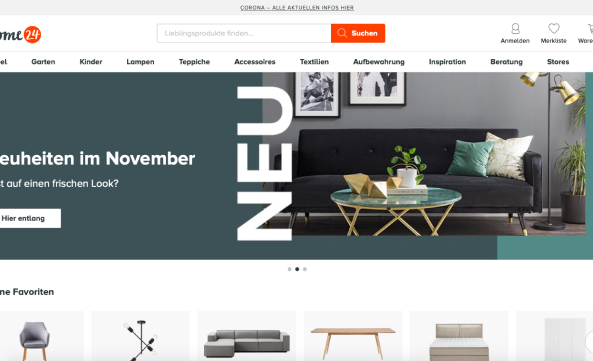 CORONA – ALLE AKTUELLEN INFOS HIER
ome24
Lieblingsprodukte finden...
Suchen
Anmelden
Merkliste
Ware
el
Garten
Kinder
Lampen
Teppiche
Accessoires
Textilien
Aufbewahrung
Inspiration
Beratung
Stores
NEU
euheiten im November
t auf einen frischen Look?
Hier entlang
ne Favoriten